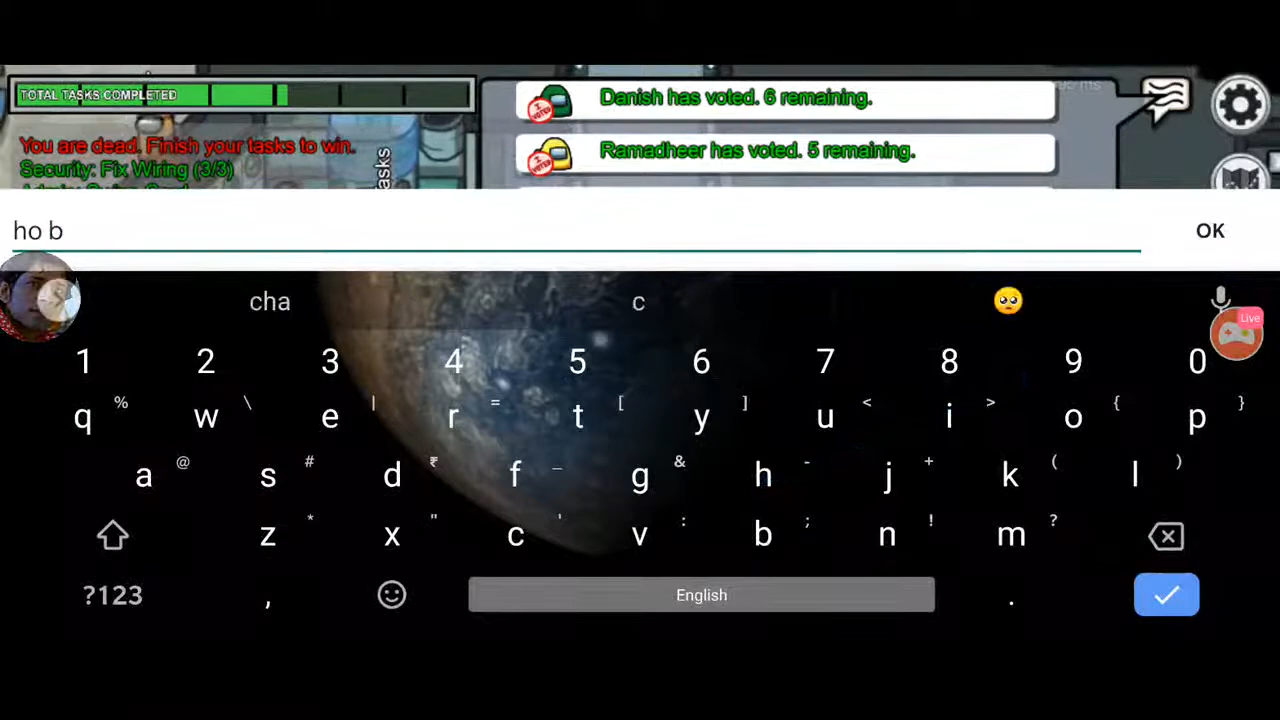 TOTAL TASKS COMPLETED
You are dead. Finish your tasks to win.
Security: Fix Wiring (3/3)
Tasks
Danish has voted. 6 remaining.
Ramadheer has voted. 5 remaining.
ms
ho b
OK
cha c 🥺
Live
1 2 3 4 5 6 7 8 9 0
q % w \ e | r = t [ y ] u < i > o { p }
a @ s # d ₹ f _ g & h - j + k ( l )
z * x " c ' v : b ; n ! m ?
?123 , English .